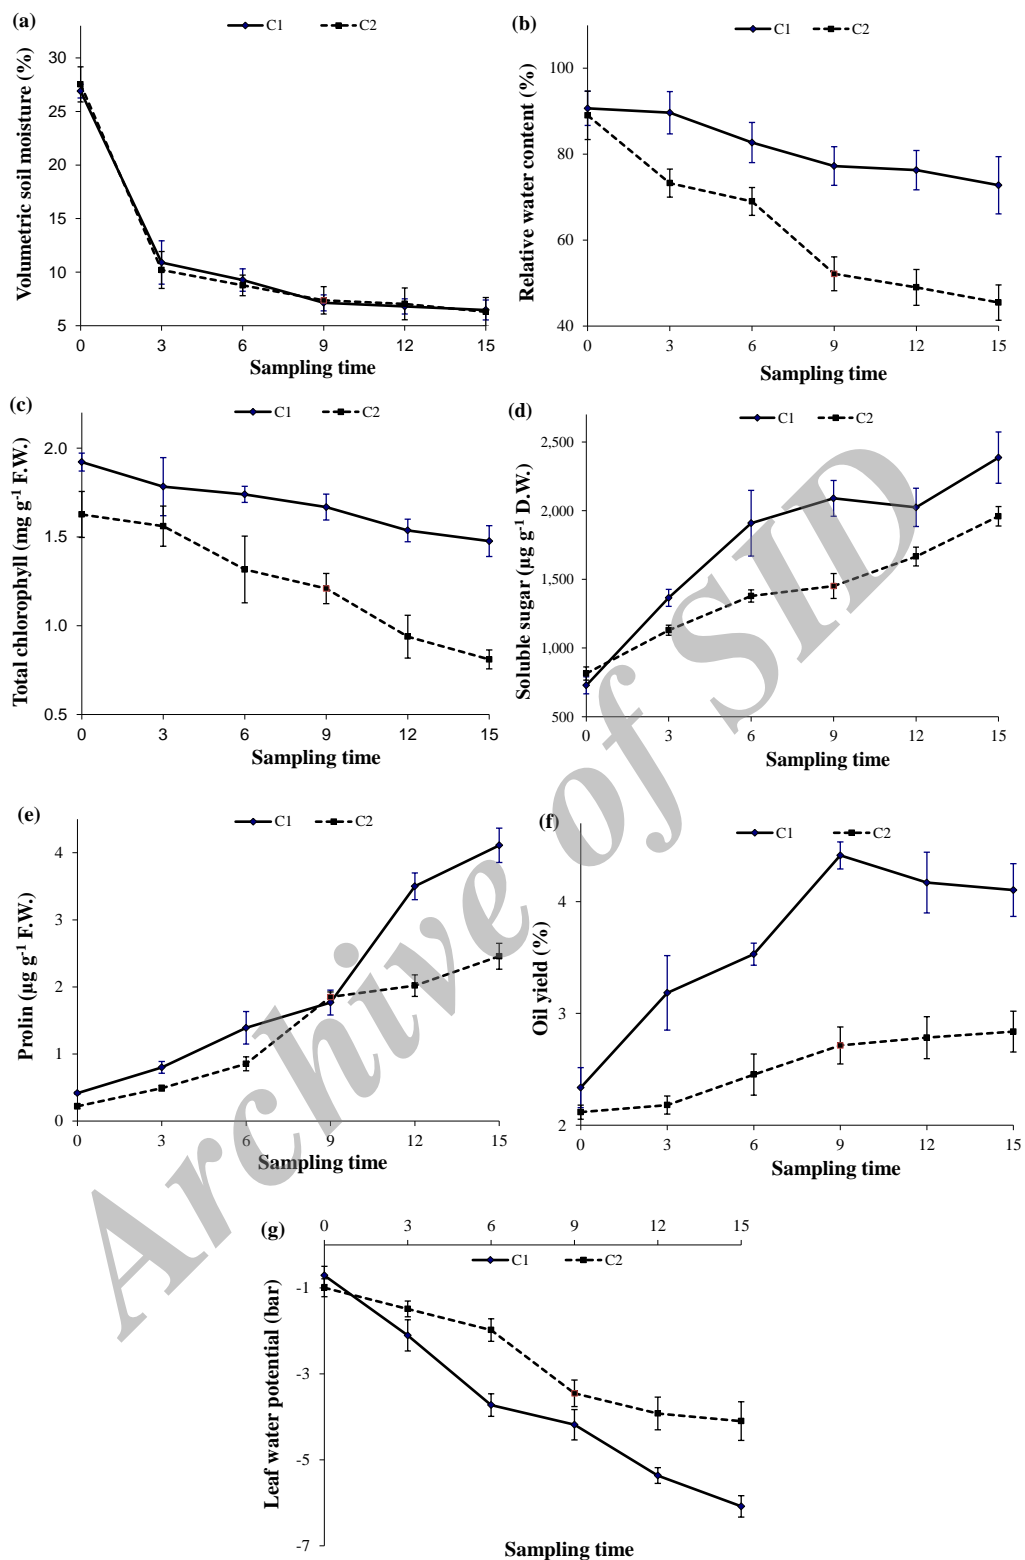 (a)
C1 C2
Volumetric soil moisture (%)
30
25
20
15
10
5
0 3 6 9 12 15
Sampling time
(b)
C1 C2
Relative water content (%)
100
80
60
40
0 3 6 9 12 15
Sampling time
(c)
C1 C2
Total chlorophyll (mg g-1 F.W.)
2.0
1.5
1.0
0.5
0 3 6 9 12 15
Sampling time
(d)
C1 C2
Soluble sugar (µg g-1 D.W.)
2,500
2,000
1,500
1,000
500
0 3 6 9 12 15
Sampling time
(e)
C1 C2
Prolin (µg g-1 F.W.)
4
3
2
1
0
0 3 6 9 12 15
Sampling time
(f)
C1 C2
Oil yield (%)
4
3
2
0 3 6 9 12 15
Sampling time
(g)
0 3 6 9 12 15
C1 C2
Leaf water potential (bar)
-1
-3
-5
-7
Sampling time
Archive of SID